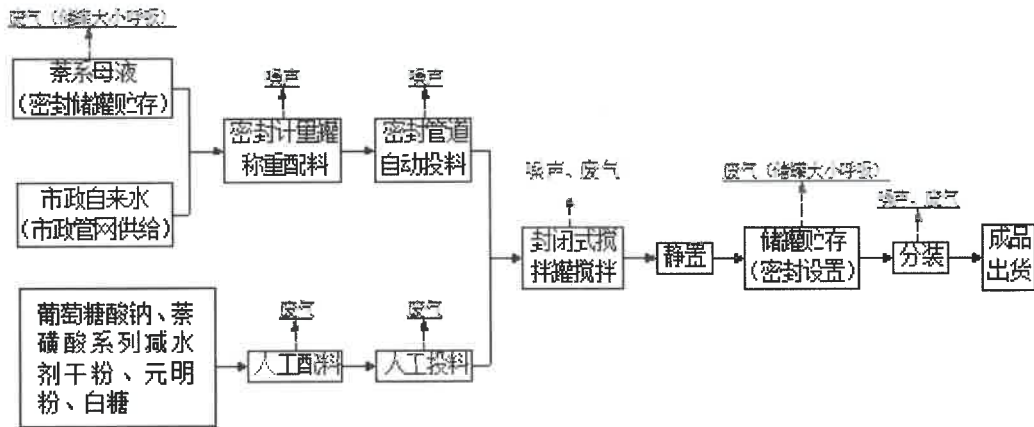 废气（储罐大小呼吸）
萘系母液
（密封储罐贮存）
噪声
噪声
密封计量罐
称重配料
密封管道
自动投料
市政自来水
（市政管网供给）
噪声、废气
废气（储罐大小呼吸）
噪声、废气
封闭式搅
拌罐搅拌
静置
储罐贮存
（密封设置）
分装
成品
出货
葡萄糖酸钠、萘
磺酸系列减水
剂干粉、元明
粉、白糖
废气
废气
人工配料
人工投料